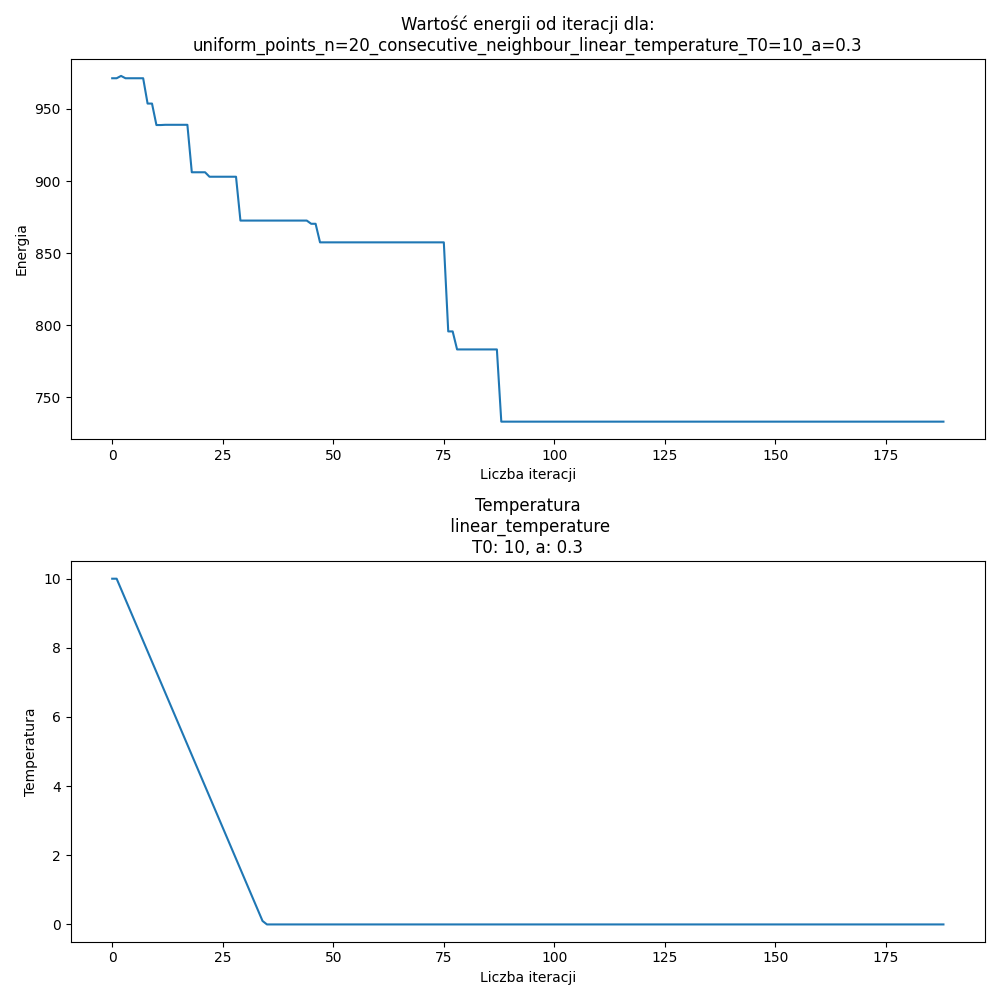 Wartość energii od iteracji dla:
uniform_points_n=20_consecutive_neighbour_linear_temperature_T0=10_a=0.3
950
900
850
800
750
Energia
0 25 50 75 100 125 150 175
Liczba iteracji
Temperatura
linear_temperature
T0: 10, a: 0.3
10
8
6
4
2
0
Temperatura
0 25 50 75 100 125 150 175
Liczba iteracji